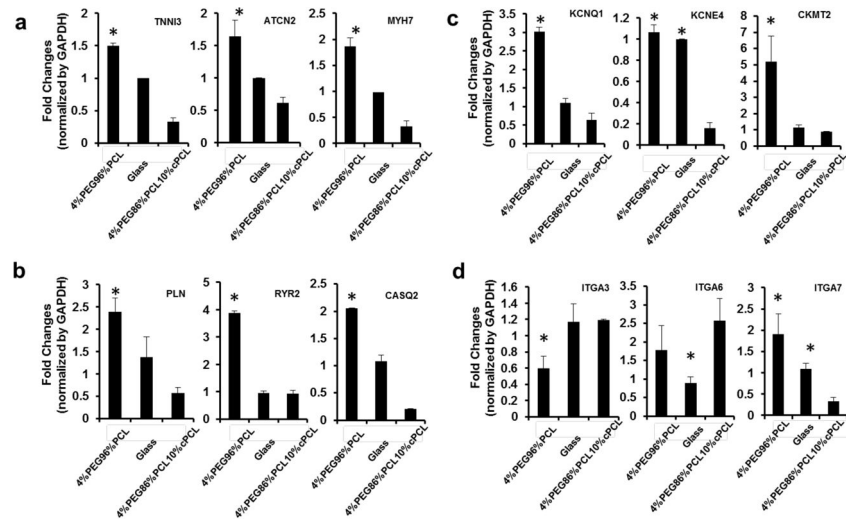 a
TNNI3
ATCN2
MYH7
Fold Changes
(normalized by GAPDH)
*
*
*
2
1.5
1
0.5
0
2
1.5
1
0.5
0
2.5
2
1.5
1
0.5
0
4%PEG96%PCL
Glass
4%PEG86%PCL10%cPCL
4%PEG96%PCL
Glass
4%PEG86%PCL10%cPCL
4%PEG96%PCL
Glass
4%PEG86%PCL10%cPCL
c
KCNQ1
KCNE4
CKMT2
Fold Changes
(normalized by GAPDH)
*
*
*
*
3.5
3
2.5
2
1.5
1
0.5
0
1.2
1
0.8
0.6
0.4
0.2
0
8
7
6
5
4
3
2
1
0
4%PEG96%PCL
Glass
4%PEG86%PCL10%cPCL
4%PEG96%PCL
Glass
4%PEG86%PCL10%cPCL
4%PEG96%PCL
Glass
4%PEG86%PCL10%cPCL
b
PLN
RYR2
CASQ2
Fold Changes
(normalized by GAPDH)
*
*
*
3
2.5
2
1.5
1
0.5
0
5
4
3
2
1
0
2.5
2
1.5
1
0.5
0
4%PEG96%PCL
Glass
4%PEG86%PCL10%cPCL
4%PEG96%PCL
Glass
4%PEG86%PCL10%cPCL
4%PEG96%PCL
Glass
4%PEG86%PCL10%cPCL
d
ITGA3
ITGA6
ITGA7
Fold Changes
(normalized by GAPDH)
*
*
*
*
1.6
1.4
1.2
1
0.8
0.6
0.4
0.2
0
3.5
3
2.5
2
1.5
1
0.5
0
3
2.5
2
1.5
1
0.5
0
4%PEG96%PCL
Glass
4%PEG86%PCL10%cPCL
4%PEG96%PCL
Glass
4%PEG86%PCL10%cPCL
4%PEG96%PCL
Glass
4%PEG86%PCL10%cPCL